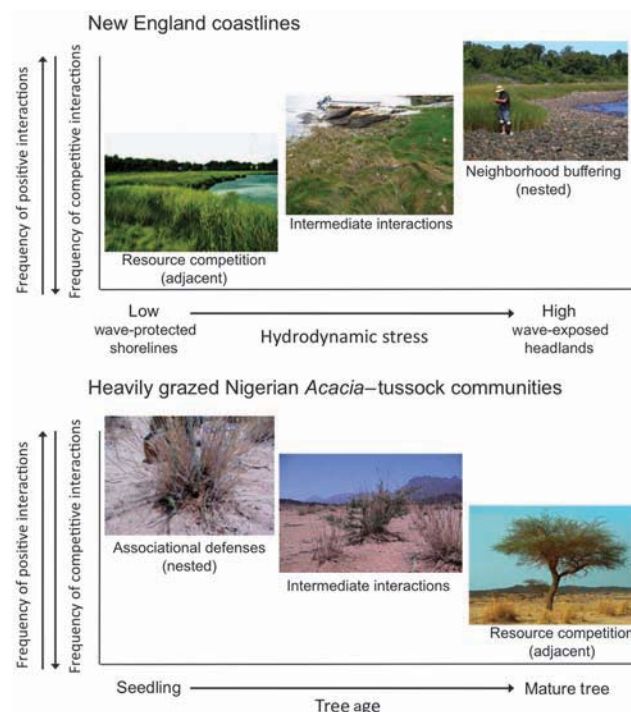 New England coastlines
Frequency of positive interactions
Frequency of competitive interactions
Resource competition
(adjacent)
Intermediate interactions
Neighborhood buffering
(nested)
Low
wave-protected
shorelines
Hydrodynamic stress
High
wave-exposed
headlands
Heavily grazed Nigerian Acacia–tussock communities
Frequency of positive interactions
Frequency of competitive interactions
Associational defenses
(nested)
Intermediate interactions
Resource competition
(adjacent)
Seedling
Tree age
Mature tree